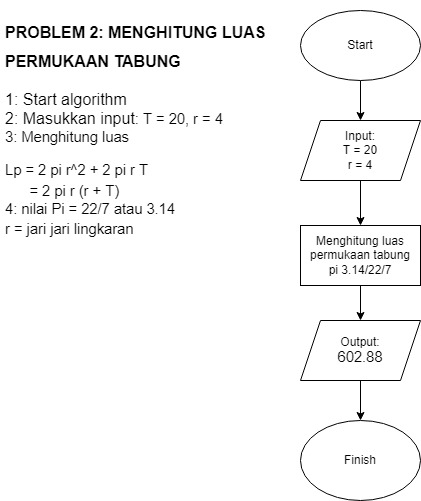 PROBLEM 2: MENGHITUNG LUAS
PERMUKAAN TABUNG
1: Start algorithm
2: Masukkan input: T = 20, r = 4
3: Menghitung luas
Lp = 2 pi r^2 + 2 pi r T
= 2 pi r (r + T)
4: nilai Pi = 22/7 atau 3.14
r = jari jari lingkaran
Start
Input:
T = 20
r = 4
Menghitung luas
permukaan tabung
pi 3.14/22/7
Output:
602.88
Finish